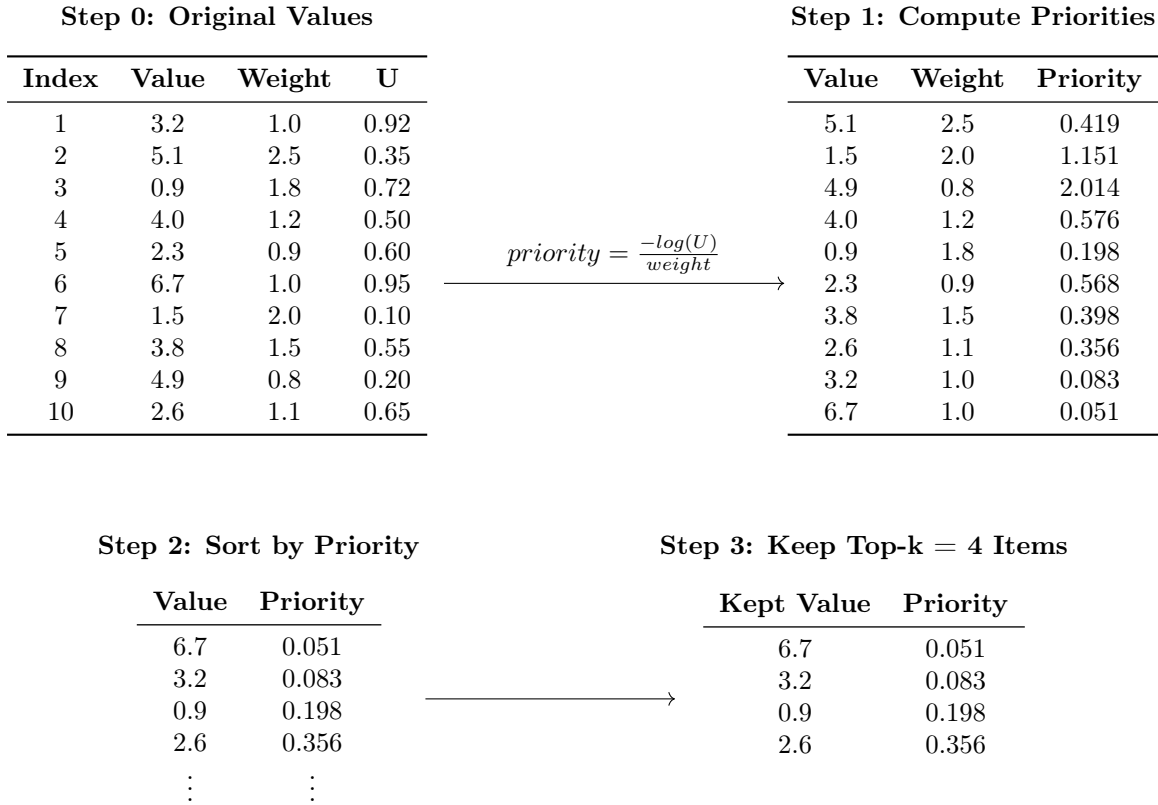 Step 0: Original Values
Index Value Weight U
1 3.2 1.0 0.92
2 5.1 2.5 0.35
3 0.9 1.8 0.72
4 4.0 1.2 0.50
5 2.3 0.9 0.60
6 6.7 1.0 0.95
7 1.5 2.0 0.10
8 3.8 1.5 0.55
9 4.9 0.8 0.20
10 2.6 1.1 0.65
priority = -log(U)/weight
Step 1: Compute Priorities
Value Weight Priority
5.1 2.5 0.419
1.5 2.0 1.151
4.9 0.8 2.014
4.0 1.2 0.576
0.9 1.8 0.198
2.3 0.9 0.568
3.8 1.5 0.398
2.6 1.1 0.356
3.2 1.0 0.083
6.7 1.0 0.051
Step 2: Sort by Priority
Value Priority
6.7 0.051
3.2 0.083
0.9 0.198
2.6 0.356
⋮ ⋮
Step 3: Keep Top-k = 4 Items
Kept Value Priority
6.7 0.051
3.2 0.083
0.9 0.198
2.6 0.356